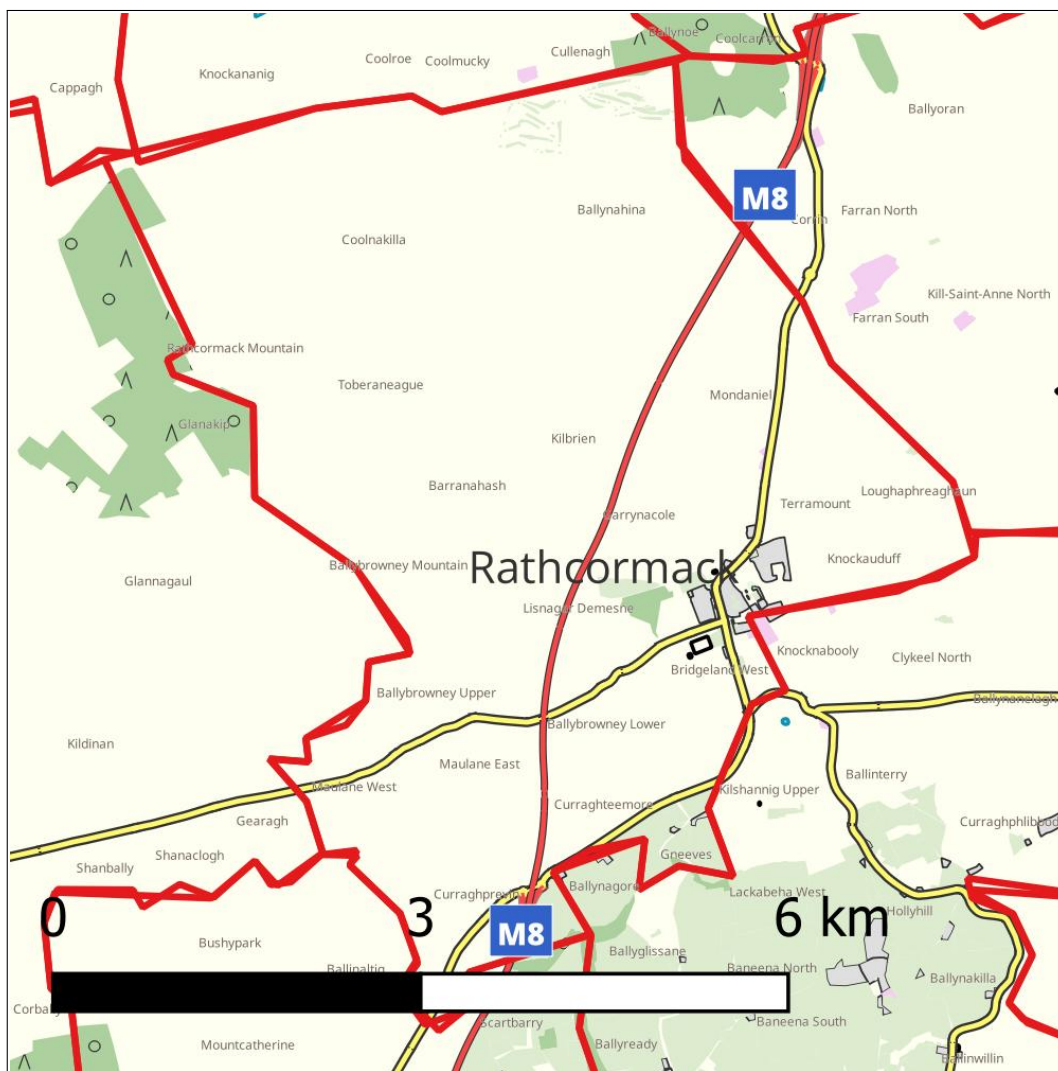 Ballynoe
Coolcarron
Cullenagh
Coolroe
Coolmucky
Knockananig
Cappagh
Ballyoran
M8
Ballynahina
Farran North
Corrin
Coolnakilla
Kill-Saint-Anne North
Farran South
Rathcormack Mountain
Toberaneague
Mondaniel
Glanakip
Kilbrien
Barranahash
Loughaphreaghaun
Terramount
Garrynacole
Knockauduff
Ballybrowney Mountain
Rathcormack
Glannagaul
Lisnagar Demesne
Knocknabooly
Clykeel North
Bridgeland West
Ballybrowney Upper
Ballynanelagh
Ballybrowney Lower
Kildinan
Maulane East
Ballinterry
Maulane West
Kilshannig Upper
Curraghteemore
Gearagh
Curraghphlibbod
Shanaclogh
Gneeves
Shanbally
Ballynagore
Lackabeha West
Curraghprevin
0 3 6 km
Hollyhill
M8
Bushypark
Ballyglissane
Ballinaltig
Baneena North
Ballynakilla
Corbally
Scartbarry
Baneena South
Mountcatherine
Ballyready
Ballinwillin